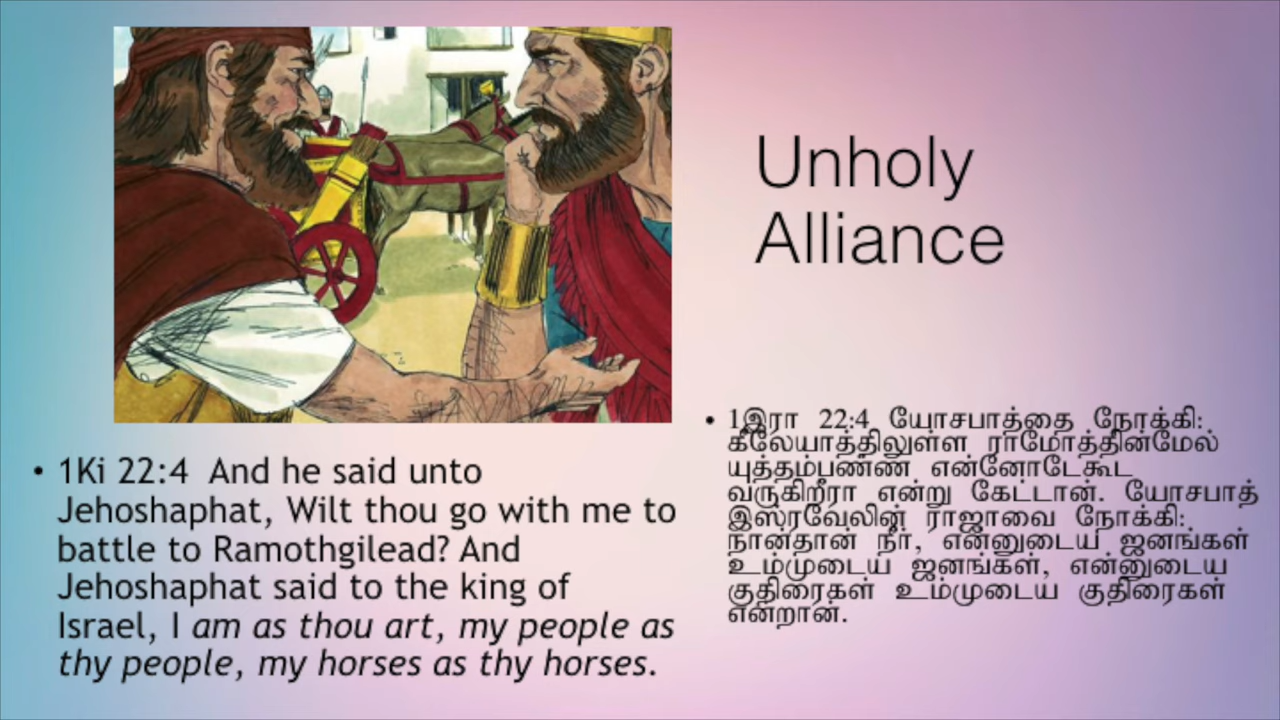 Unholy
Alliance
• 1Ki 22:4 And he said unto
Jehoshaphat, Wilt thou go with me to
battle to Ramothgilead? And
Jehoshaphat said to the king of
Israel, I am as thou art, my people as
thy people, my horses as thy horses.
• 1இரா 22:4 யோசபாத்தை நோக்கி:
கீலேயாத்திலுள்ள ராமோத்தின்மேல்
யுத்தம்பண்ண என்னோடேகூட
வருகிறீரா என்று கேட்டான். யோசபாத்
இஸ்ரவேலின் ராஜாவை நோக்கி:
நான்தான் நீர், என்னுடைய ஜனங்கள்
உம்முடைய ஜனங்கள், என்னுடைய
குதிரைகள் உம்முடைய குதிரைகள்
என்றான்.